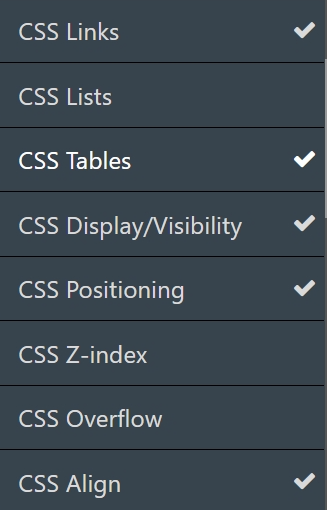 CSS Links
CSS Lists
CSS Tables
CSS Display/Visibility
CSS Positioning
CSS Z-index
CSS Overflow
CSS Align